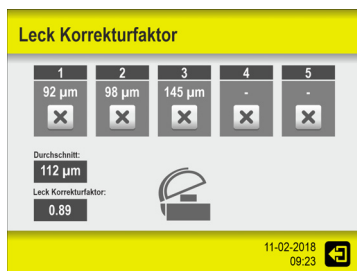 Leck Korrekturfaktor
1 2 3 4 5
92 µm 98 µm 145 µm - -
Durchschnitt:
112 µm
Leck Korrekturfaktor:
0.89
11-02-2018
09:23